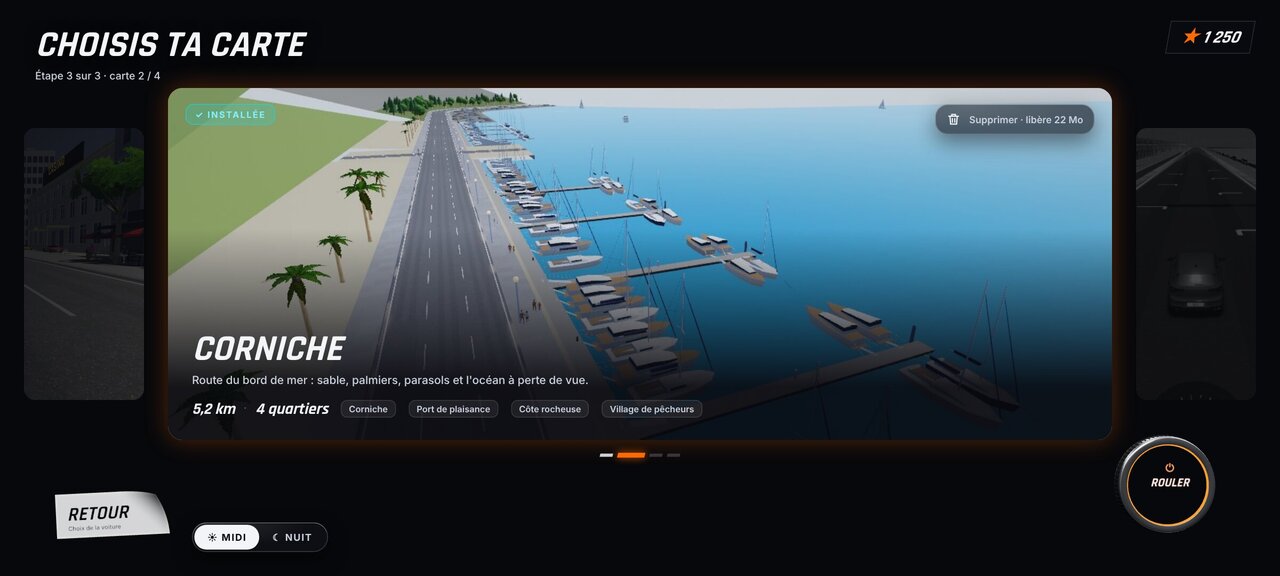 CHOISIS TA CARTE
1 250
Étape 3 sur 3 · carte 2 / 4
✓ INSTALLÉE
Supprimer · libère 22 Mo
CORNICHE
Route du bord de mer : sable, palmiers, parasols et l'océan à perte de vue.
5,2 km · 4 quartiers
Corniche
Port de plaisance
Côte rocheuse
Village de pêcheurs
ROULER
RETOUR
Choix de la voiture
MIDI
NUIT